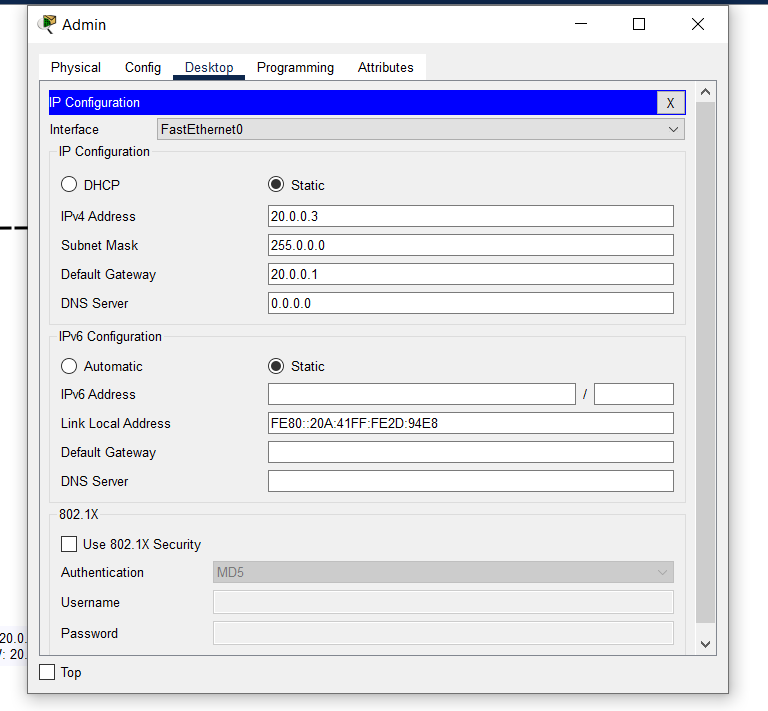 Admin
Physical Config Desktop Programming Attributes
IP Configuration X
Interface FastEthernet0
IP Configuration
DHCP Static
IPv4 Address 20.0.0.3
Subnet Mask 255.0.0.0
Default Gateway 20.0.0.1
DNS Server 0.0.0.0
IPv6 Configuration
Automatic Static
IPv6 Address /
Link Local Address FE80::20A:41FF:FE2D:94E8
Default Gateway
DNS Server
802.1X
Use 802.1X Security
Authentication MD5
Username
Password
20.0.
: 20.
Top